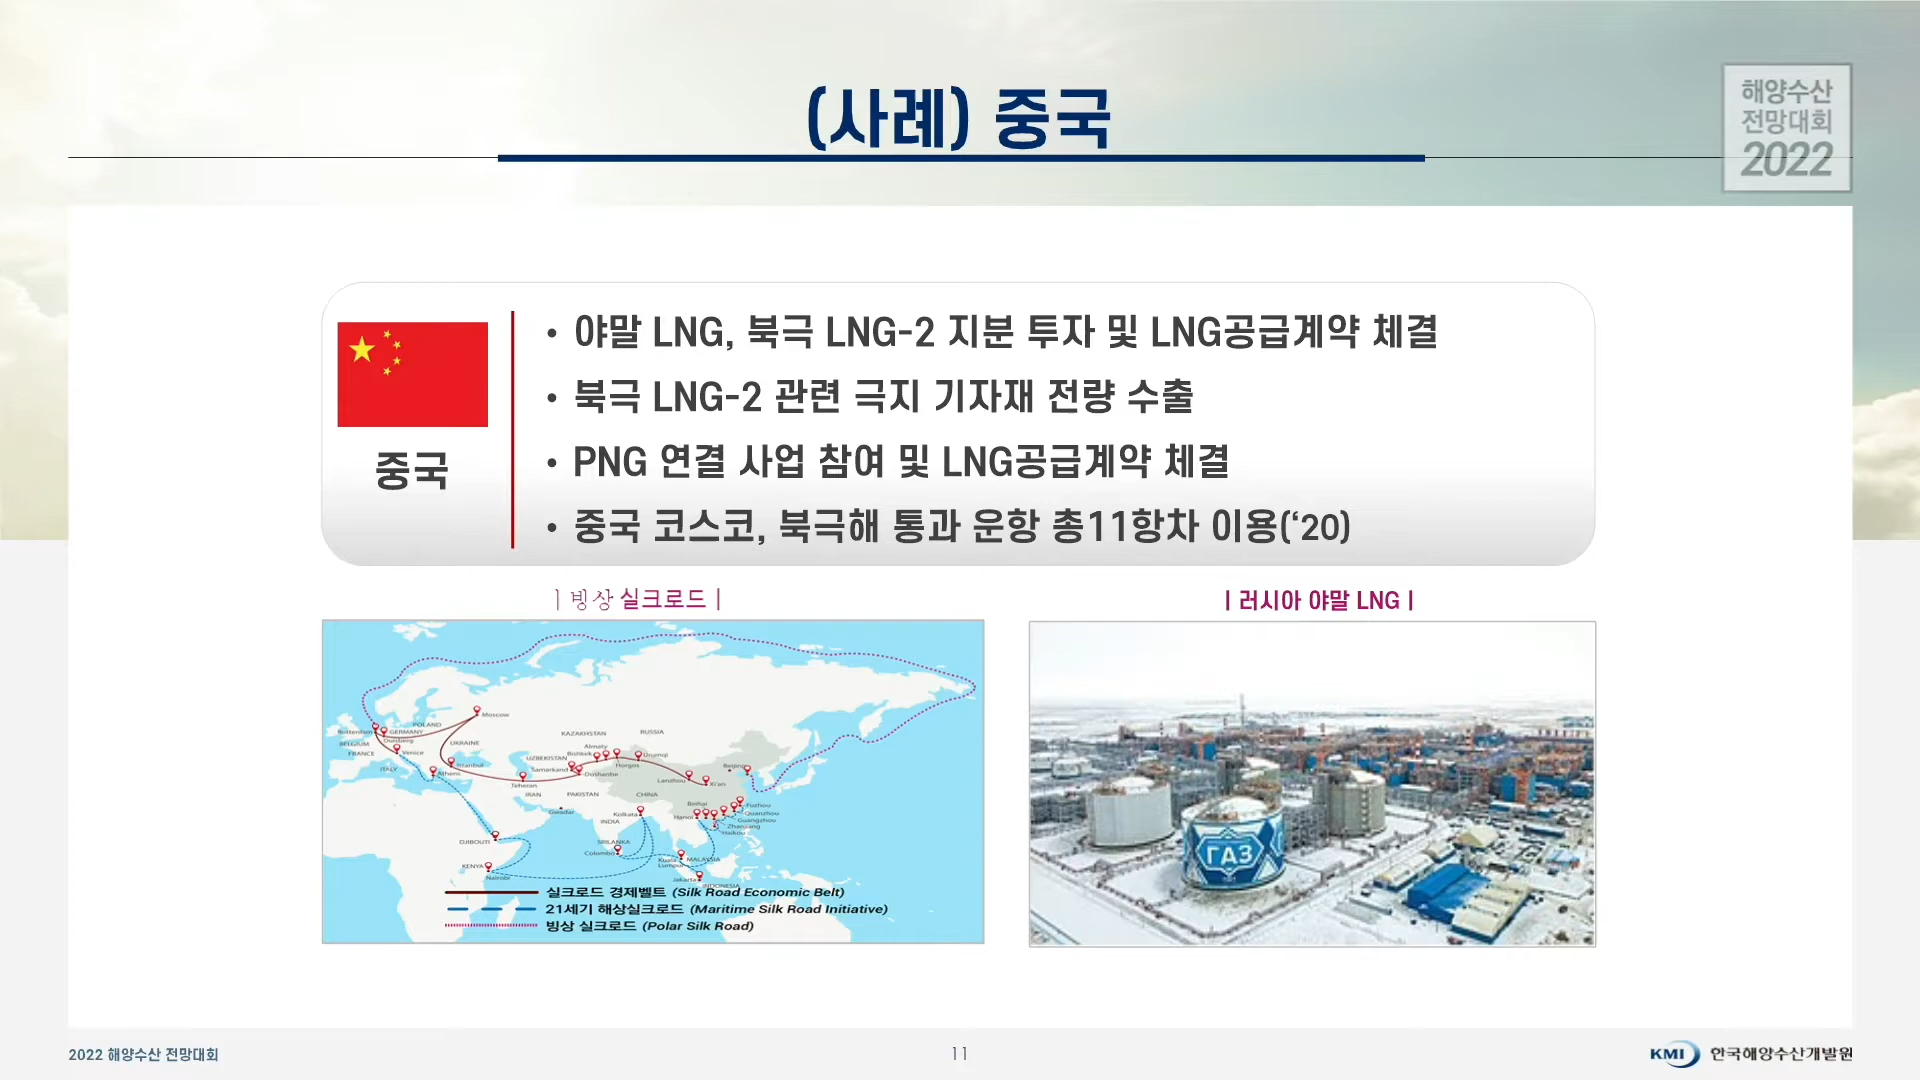 (사례) 중국
해양수산
전망대회
2022
중국
• 야말 LNG, 북극 LNG-2 지분 투자 및 LNG공급계약 체결
• 북극 LNG-2 관련 극지 기자재 전량 수출
• PNG 연결 사업 참여 및 LNG공급계약 체결
• 중국 코스코, 북극해 통과 운항 총11항차 이용(‘20)
| 빙상 실크로드 |
Moscow
POLAND
Rotterdam
GERMANY
Duisburg
BELGIUM
FRANCE
Venice
ITALY
UKRAINE
Istanbul
Athens
KAZAKHSTAN
RUSSIA
Almaty
Bishkek
UZBEKISTAN
Samarkand
Dushanbe
Horgos
Urumqi
Teheran
IRAN
PAKISTAN
Gwadar
Lanzhou
Xi'an
Beijing
CHINA
Beihai
Hanoi
Fuzhou
Quanzhou
Guangzhou
Zhanjiang
Haikou
Kolkata
INDIA
SRILANKA
Colombo
DJIBOUTI
KENYA
Nairobi
Kuala
Lumpur
MALAYSIA
Jakarta
INDONESIA
실크로드 경제벨트 (Silk Road Economic Belt)
21세기 해상실크로드 (Maritime Silk Road Initiative)
빙상 실크로드 (Polar Silk Road)
| 러시아 야말 LNG |
ГАЗ
2022 해양수산 전망대회
11
KMI 한국해양수산개발원